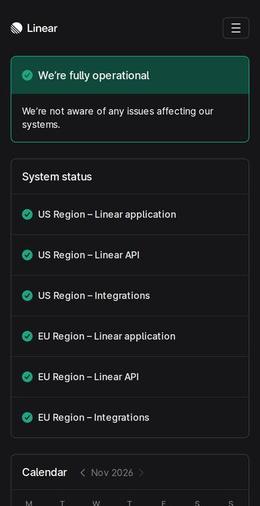 Linear
We’re fully operational
We’re not aware of any issues affecting our
systems.
System status
US Region – Linear application
US Region – Linear API
US Region – Integrations
EU Region – Linear application
EU Region – Linear API
EU Region – Integrations
Calendar
Nov 2026
M T W T F S S